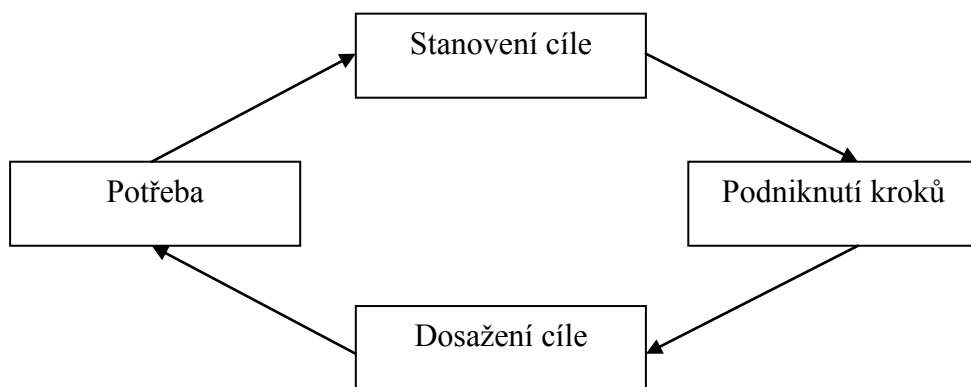 Stanovení cíle
Potřeba
Podniknutí kroků
Dosažení cíle